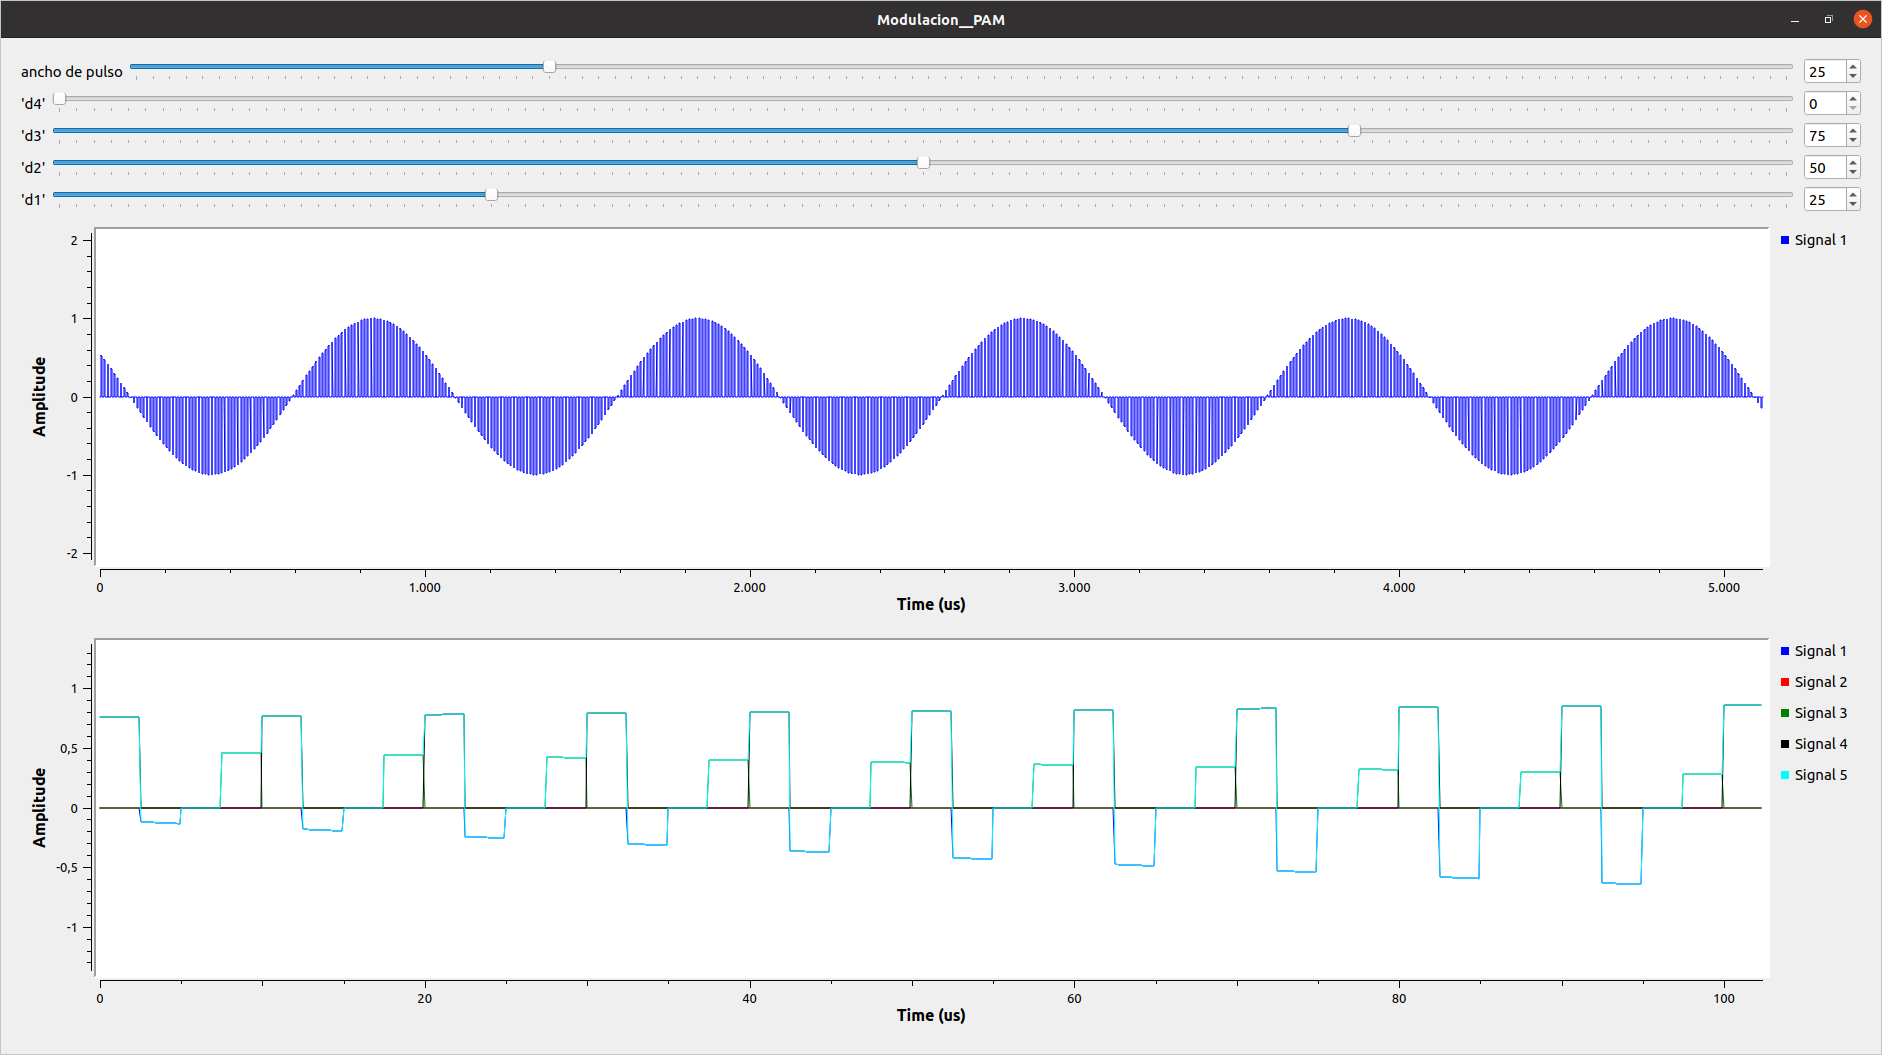 Modulacion__PAM
ancho de pulso 25
'd4' 0
'd3' 75
'd2' 50
'd1' 25
Signal 1
Amplitude
2
1
0
-1
-2
0 1.000 2.000 3.000 4.000 5.000
Time (us)
Signal 1
Signal 2
Signal 3
Signal 4
Signal 5
Amplitude
1
0,5
0
-0,5
-1
0 20 40 60 80 100
Time (us)